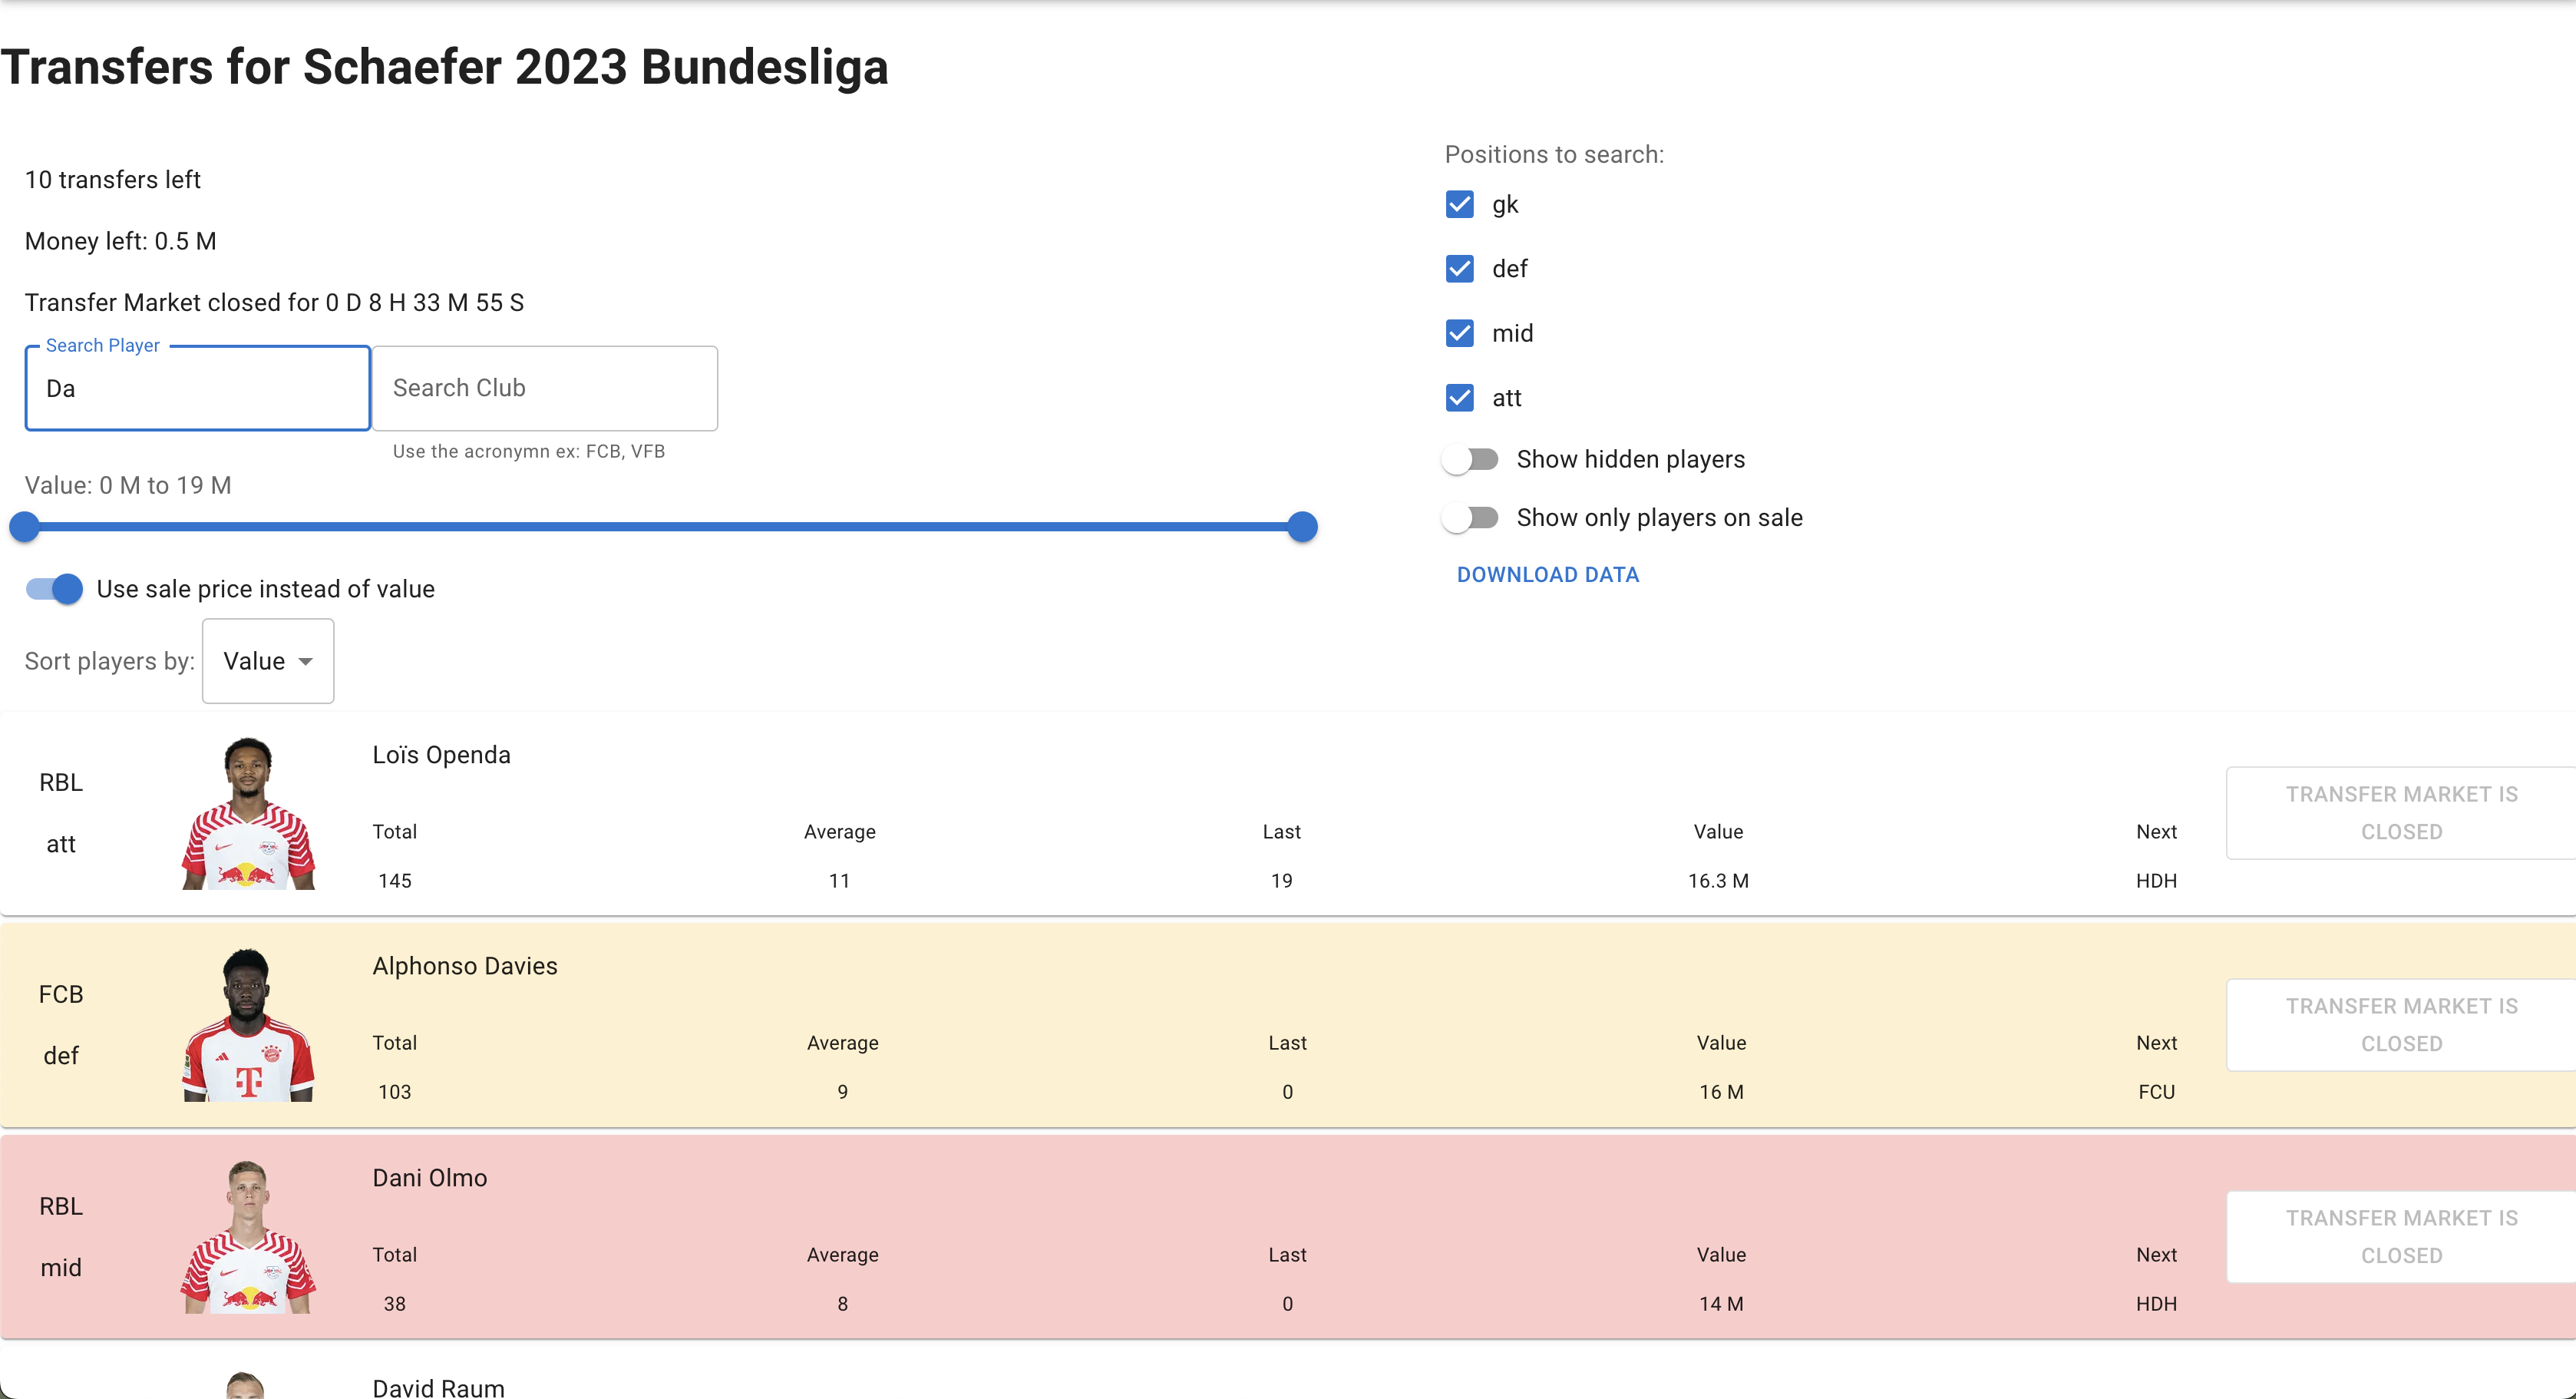 Transfers for Schaefer 2023 Bundesliga
10 transfers left
Money left: 0.5 M
Transfer Market closed for 0 D 8 H 33 M 55 S
Search Player
Da
Search Club
Use the acronymn ex: FCB, VFB
Value: 0 M to 19 M
Use sale price instead of value
Sort players by: Value
Positions to search:
gk
def
mid
att
Show hidden players
Show only players on sale
DOWNLOAD DATA
RBL
att
Loïs Openda
Total Average Last Value Next
145 11 19 16.3 M HDH
TRANSFER MARKET IS
CLOSED
FCB
def
Alphonso Davies
Total Average Last Value Next
103 9 0 16 M FCU
TRANSFER MARKET IS
CLOSED
RBL
mid
Dani Olmo
Total Average Last Value Next
38 8 0 14 M HDH
TRANSFER MARKET IS
CLOSED
David Raum